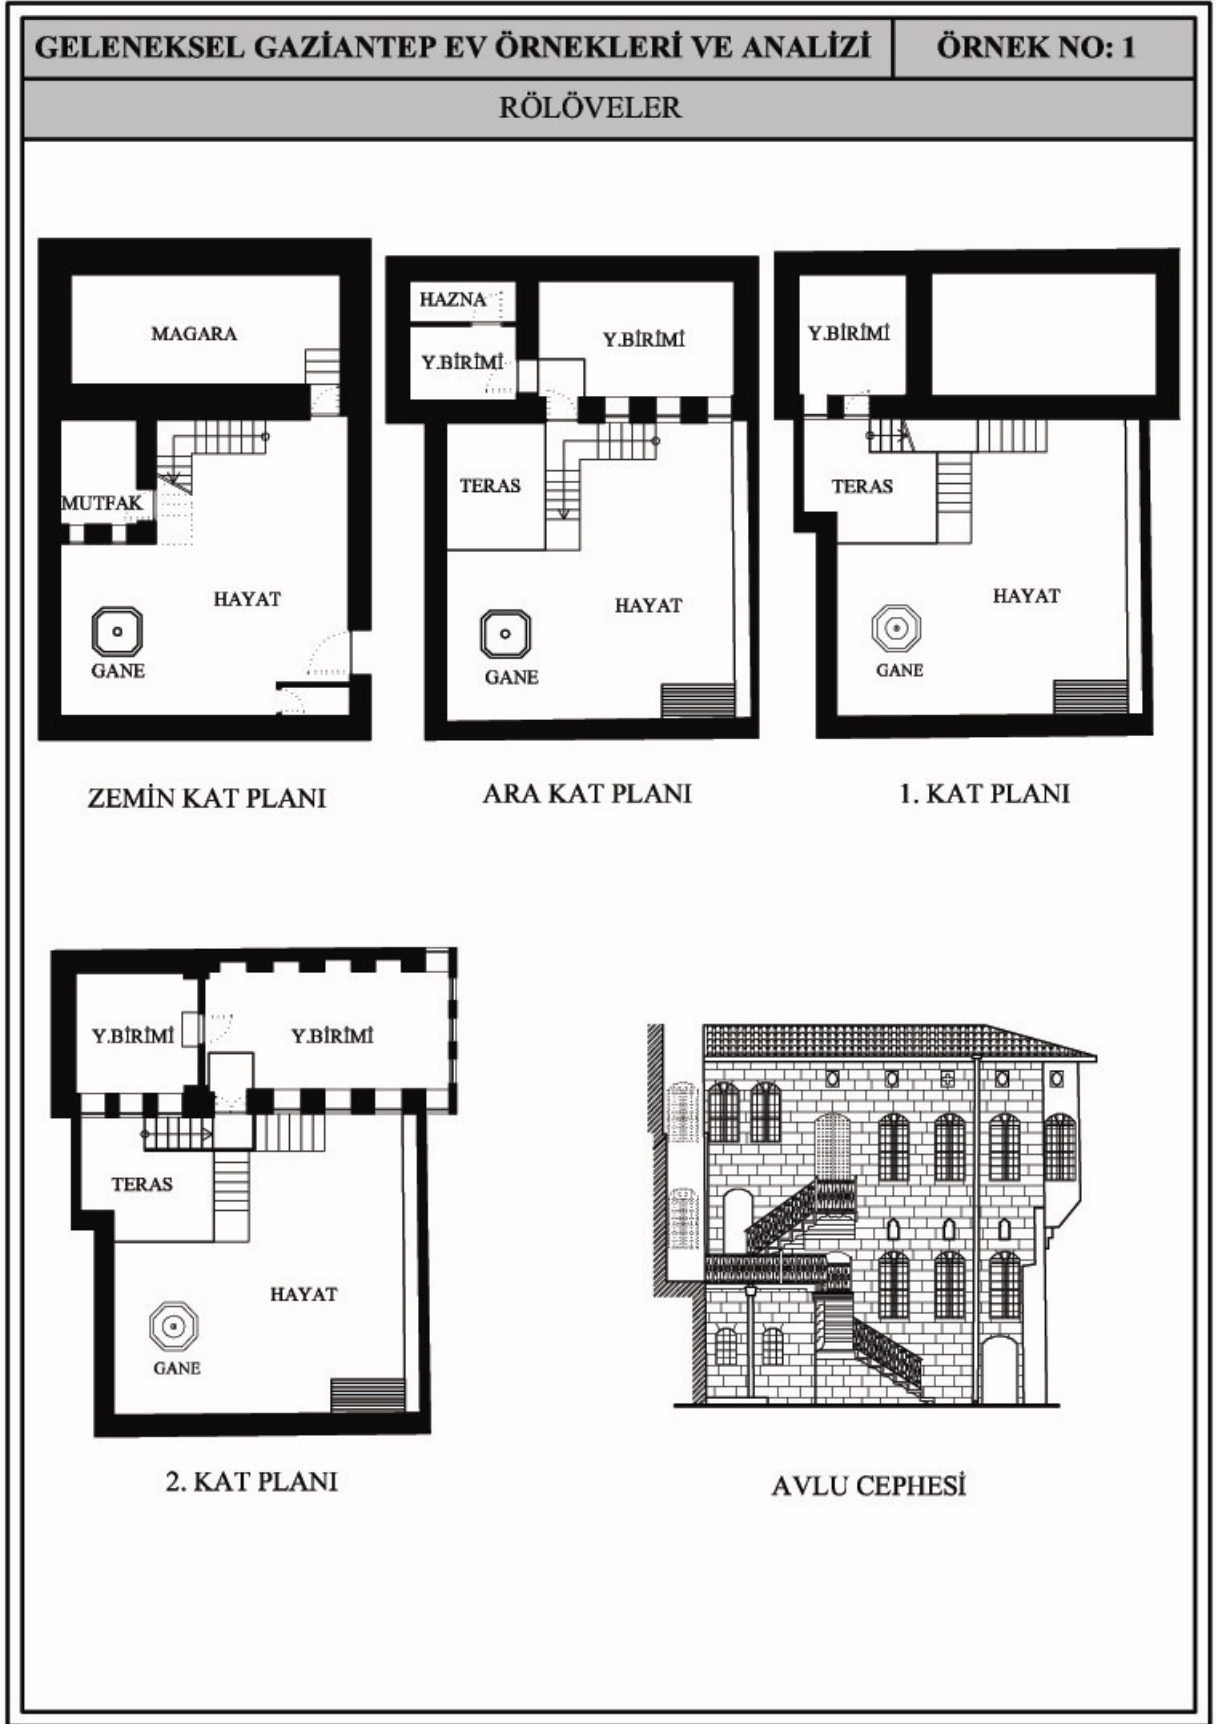 GELENEKSEL GAZİANTEP EV ÖRNEKLERİ VE ANALİZİ
ÖRNEK NO: 1
RÖLÖVELER
MAGARA
MUTFAK
HAYAT
GANE
ZEMİN KAT PLANI
HAZNA
Y.BİRİMİ
Y.BİRİMİ
TERAS
HAYAT
GANE
ARA KAT PLANI
Y.BİRİMİ
TERAS
HAYAT
GANE
1. KAT PLANI
Y.BİRİMİ
Y.BİRİMİ
TERAS
HAYAT
GANE
2. KAT PLANI
AVLU CEPHESİ